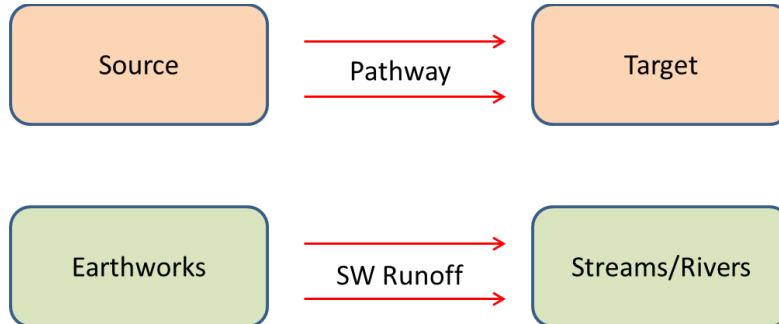 Source
Pathway
Target
Earthworks
SW Runoff
Streams/Rivers